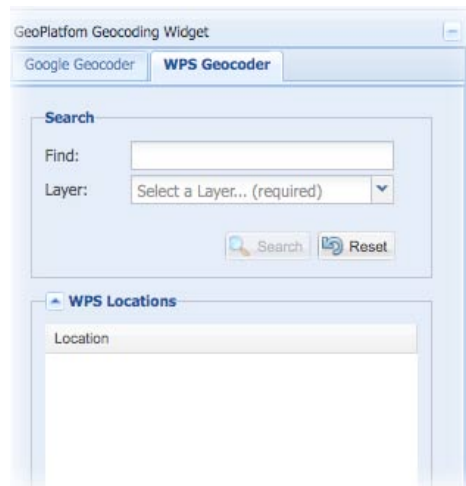 GeoPlatfom Geocoding Widget
Google Geocoder WPS Geocoder
Search
Find:
Layer: Select a Layer... (required)
Search Reset
WPS Locations
Location